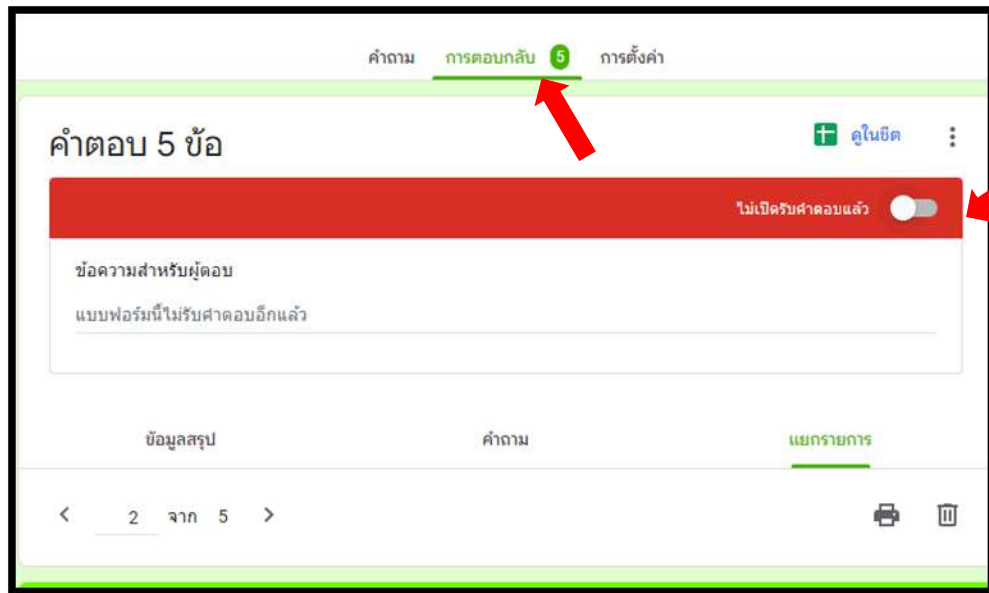 คำถาม การตอบกลับ 5 การตั้งค่า
คำตอบ 5 ข้อ ดูในชีต
ไม่เปิดรับคำตอบแล้ว
ข้อความสำหรับผู้ตอบ
แบบฟอร์มนี้ไม่รับคำตอบอีกแล้ว
ข้อมูลสรุป คำถาม แยกรายการ
2 จาก 5